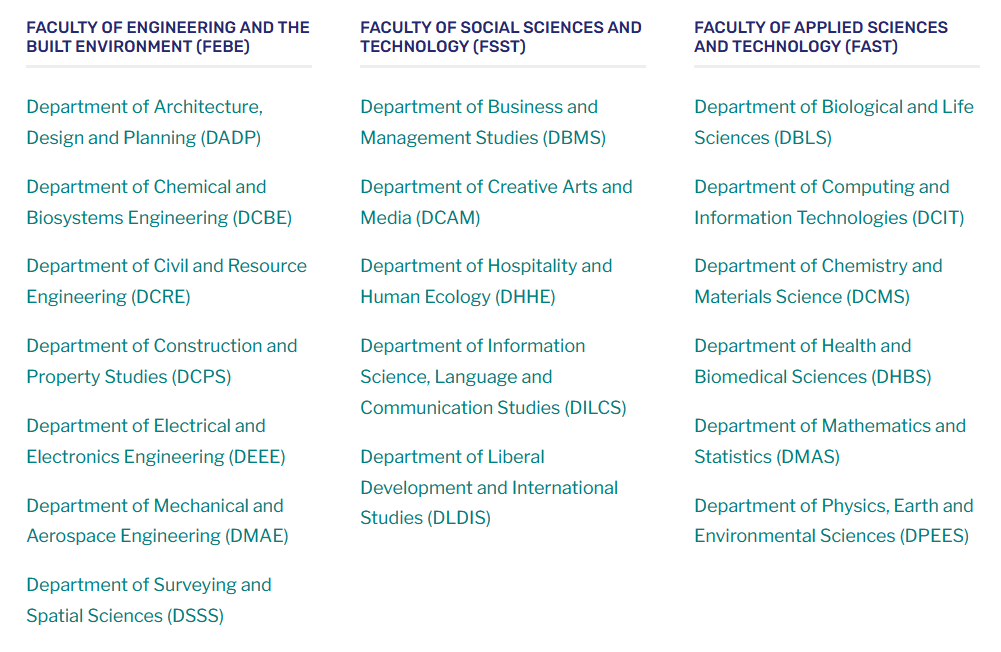 FACULTY OF ENGINEERING AND THE
BUILT ENVIRONMENT (FEBE)
Department of Architecture,
Design and Planning (DADP)
Department of Chemical and
Biosystems Engineering (DCBE)
Department of Civil and Resource
Engineering (DCRE)
Department of Construction and
Property Studies (DCPS)
Department of Electrical and
Electronics Engineering (DEEE)
Department of Mechanical and
Aerospace Engineering (DMAE)
Department of Surveying and
Spatial Sciences (DSSS)
FACULTY OF SOCIAL SCIENCES AND
TECHNOLOGY (FSST)
Department of Business and
Management Studies (DBMS)
Department of Creative Arts and
Media (DCAM)
Department of Hospitality and
Human Ecology (DHHE)
Department of Information
Science, Language and
Communication Studies (DILCS)
Department of Liberal
Development and International
Studies (DLDIS)
FACULTY OF APPLIED SCIENCES
AND TECHNOLOGY (FAST)
Department of Biological and Life
Sciences (DBLS)
Department of Computing and
Information Technologies (DCIT)
Department of Chemistry and
Materials Science (DCMS)
Department of Health and
Biomedical Sciences (DHBS)
Department of Mathematics and
Statistics (DMAS)
Department of Physics, Earth and
Environmental Sciences (DPEES)